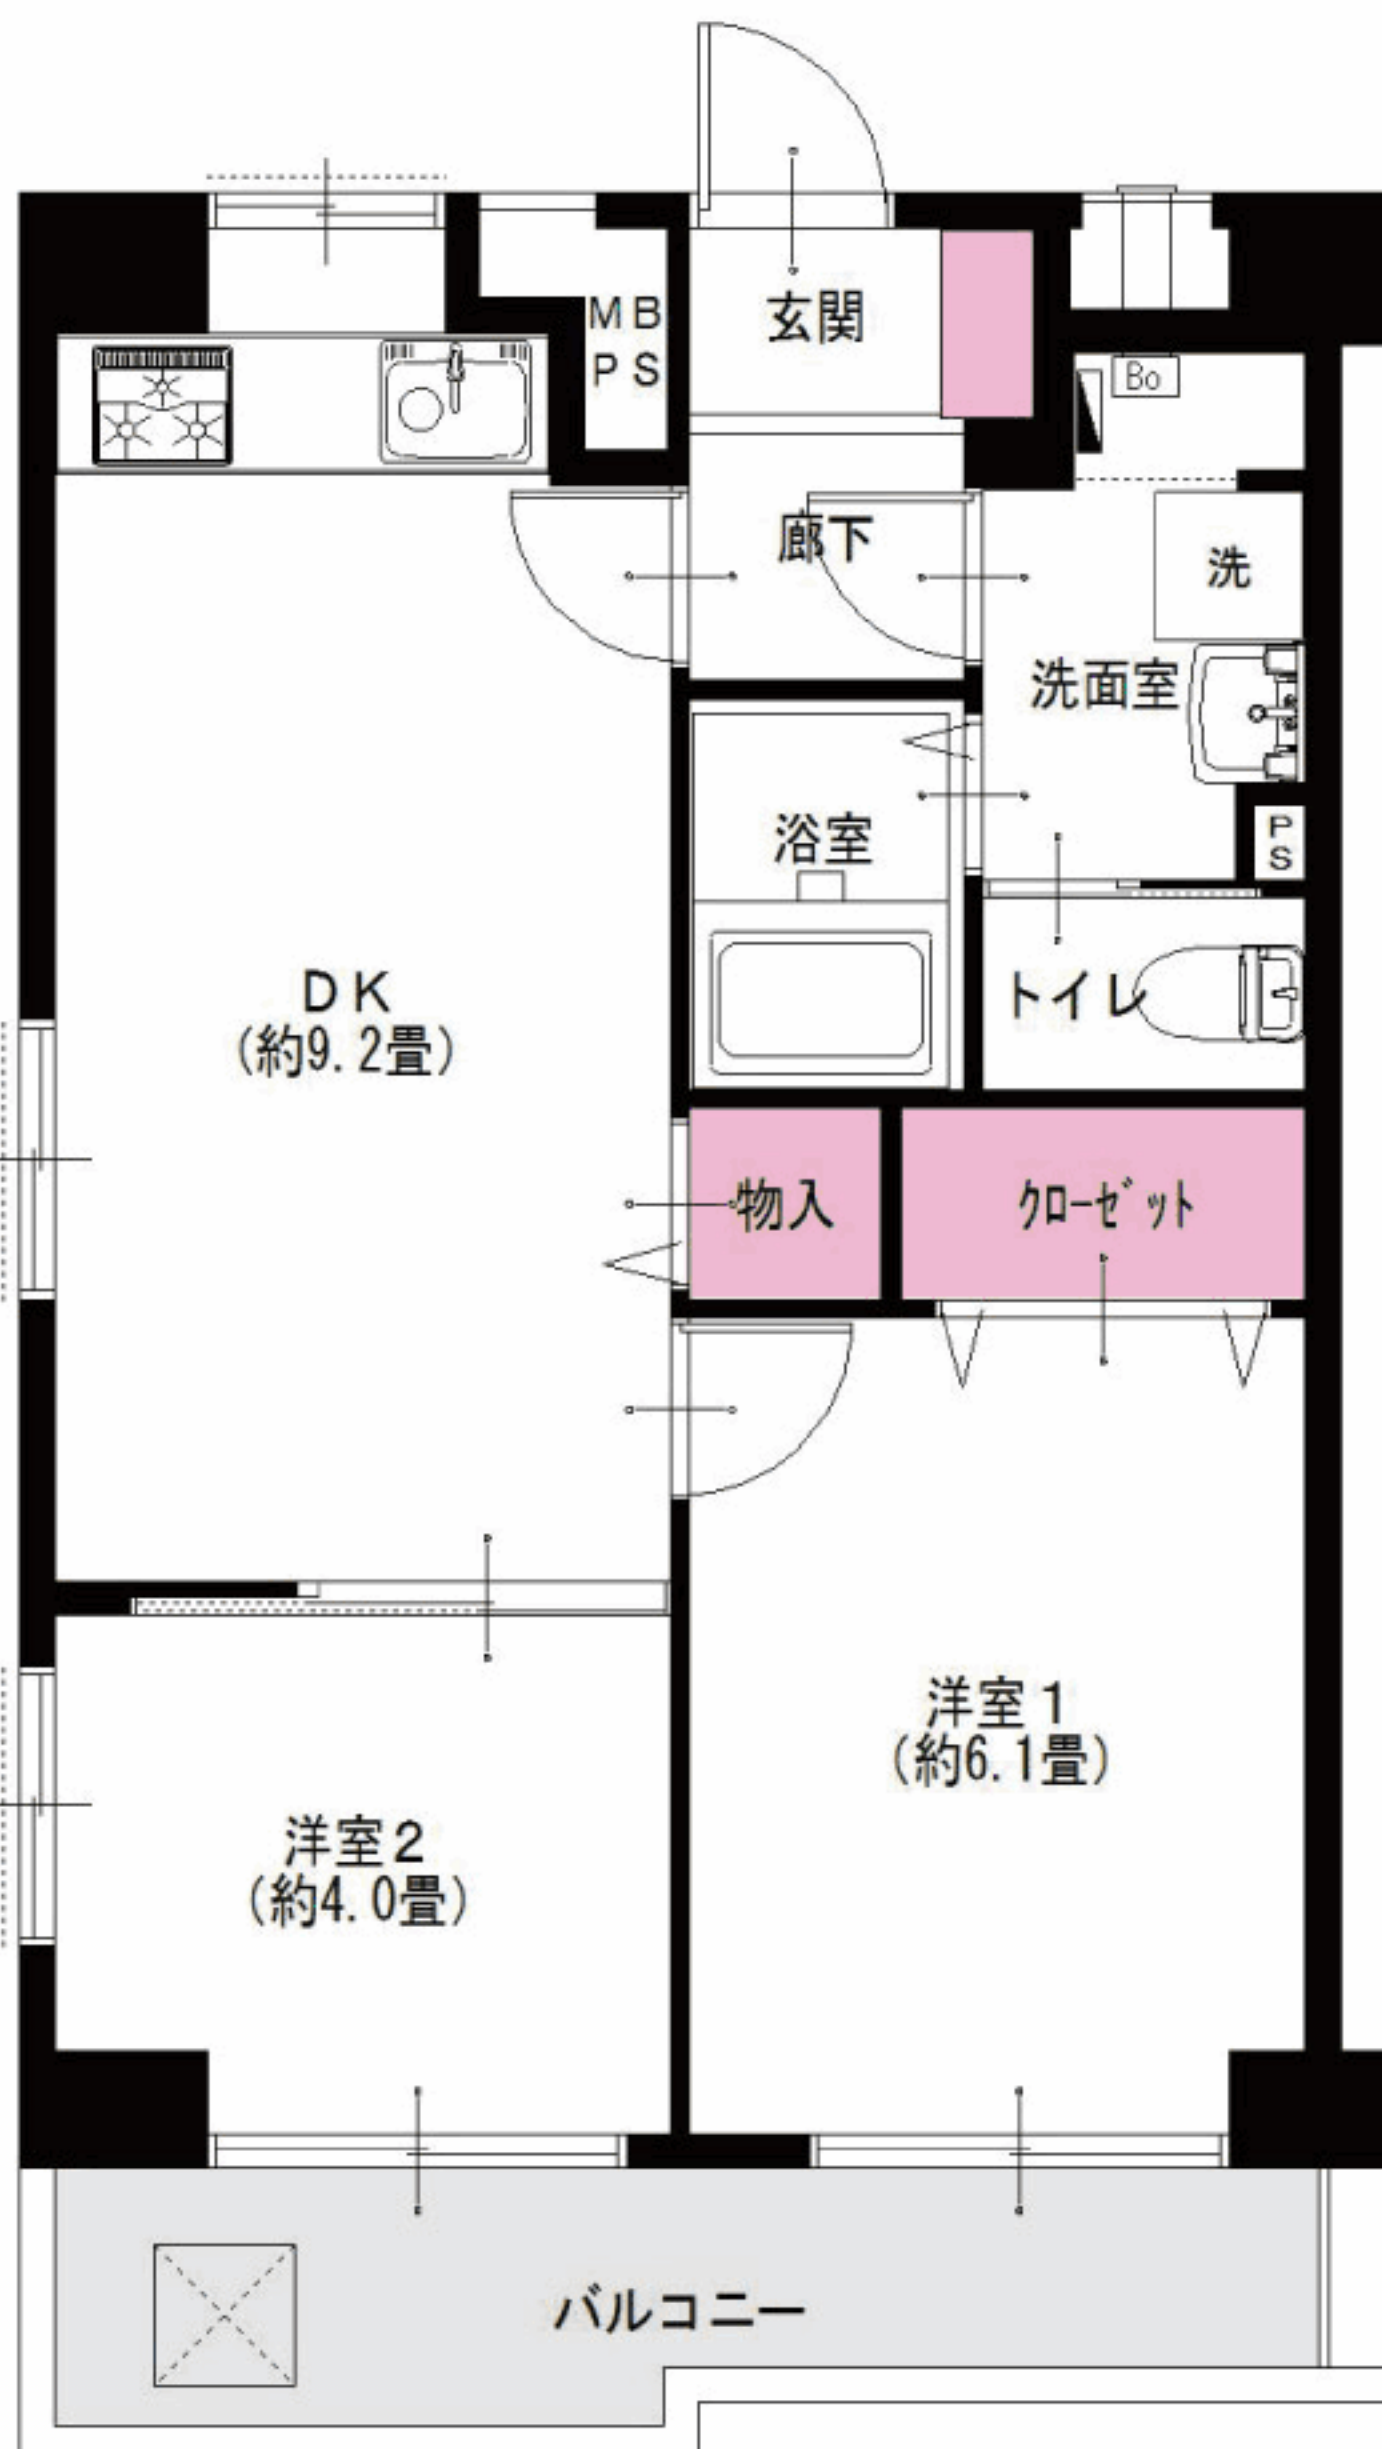 ＭＢ
ＰＳ
玄関
Bo
廊下
洗
洗面室
浴室
PS
ＤＫ
(約9.2畳)
トイレ
物入
ｸﾛｰｾﾞｯﾄ
洋室１
(約6.1畳)
洋室２
(約4.0畳)
バルコニー